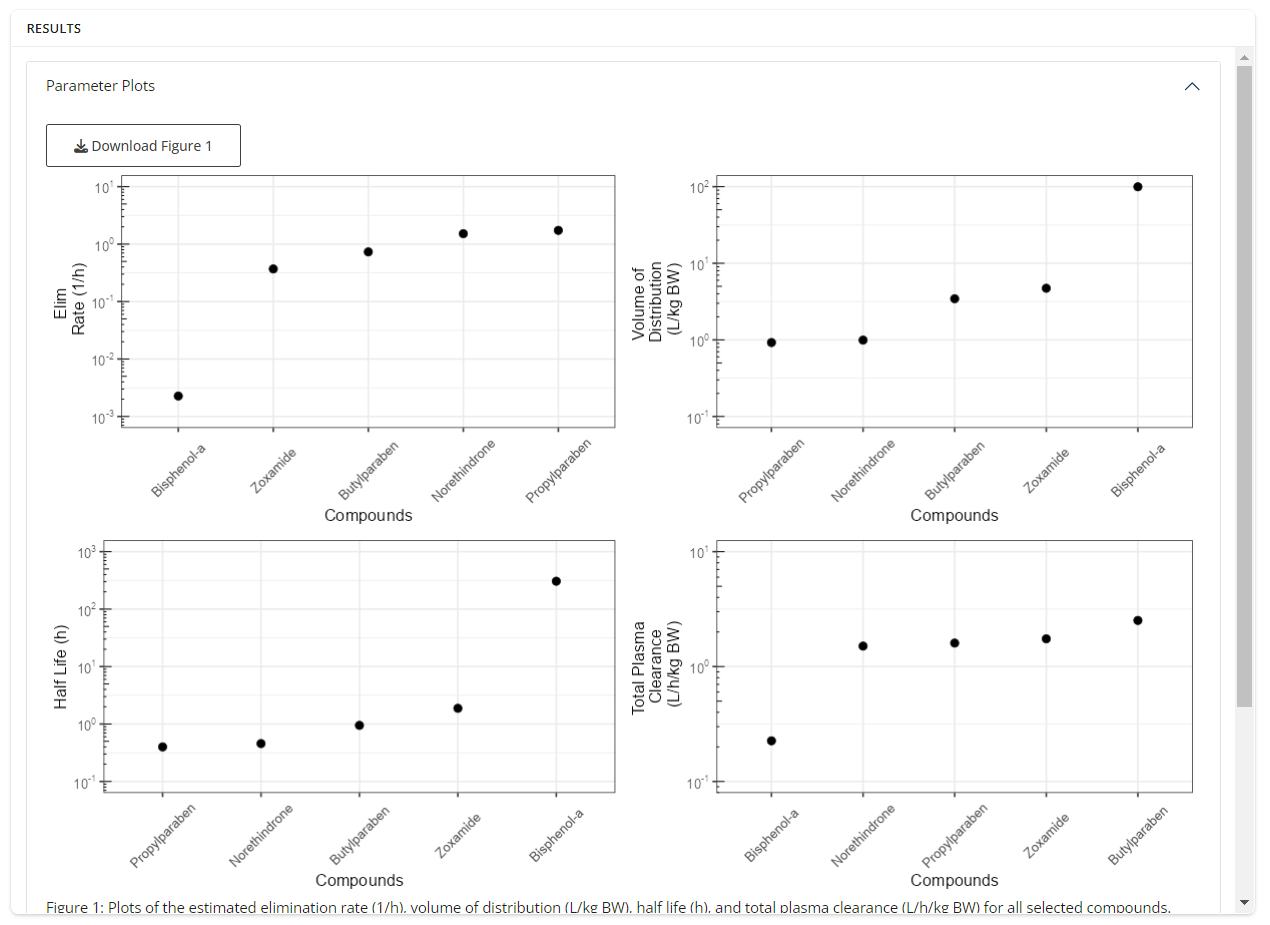 RESULTS
Parameter Plots
Download Figure 1
10¹
10⁰
10⁻¹
10⁻²
10⁻³
Elim
Rate (1/h)
Bisphenol-a
Zoxamide
Butylparaben
Norethindrone
Propylparaben
Compounds
10²
10¹
10⁰
10⁻¹
Volume of
Distribution
(L/kg BW)
Propylparaben
Norethindrone
Butylparaben
Zoxamide
Bisphenol-a
Compounds
10³
10²
10¹
10⁰
10⁻¹
Half Life (h)
Propylparaben
Norethindrone
Butylparaben
Zoxamide
Bisphenol-a
Compounds
10¹
10⁰
10⁻¹
Total Plasma
Clearance
(L/h/kg BW)
Bisphenol-a
Norethindrone
Propylparaben
Zoxamide
Butylparaben
Compounds
Figure 1: Plots of the estimated elimination rate (1/h), volume of distribution (L/kg BW), half life (h), and total plasma clearance (L/h/kg BW) for all selected compounds.